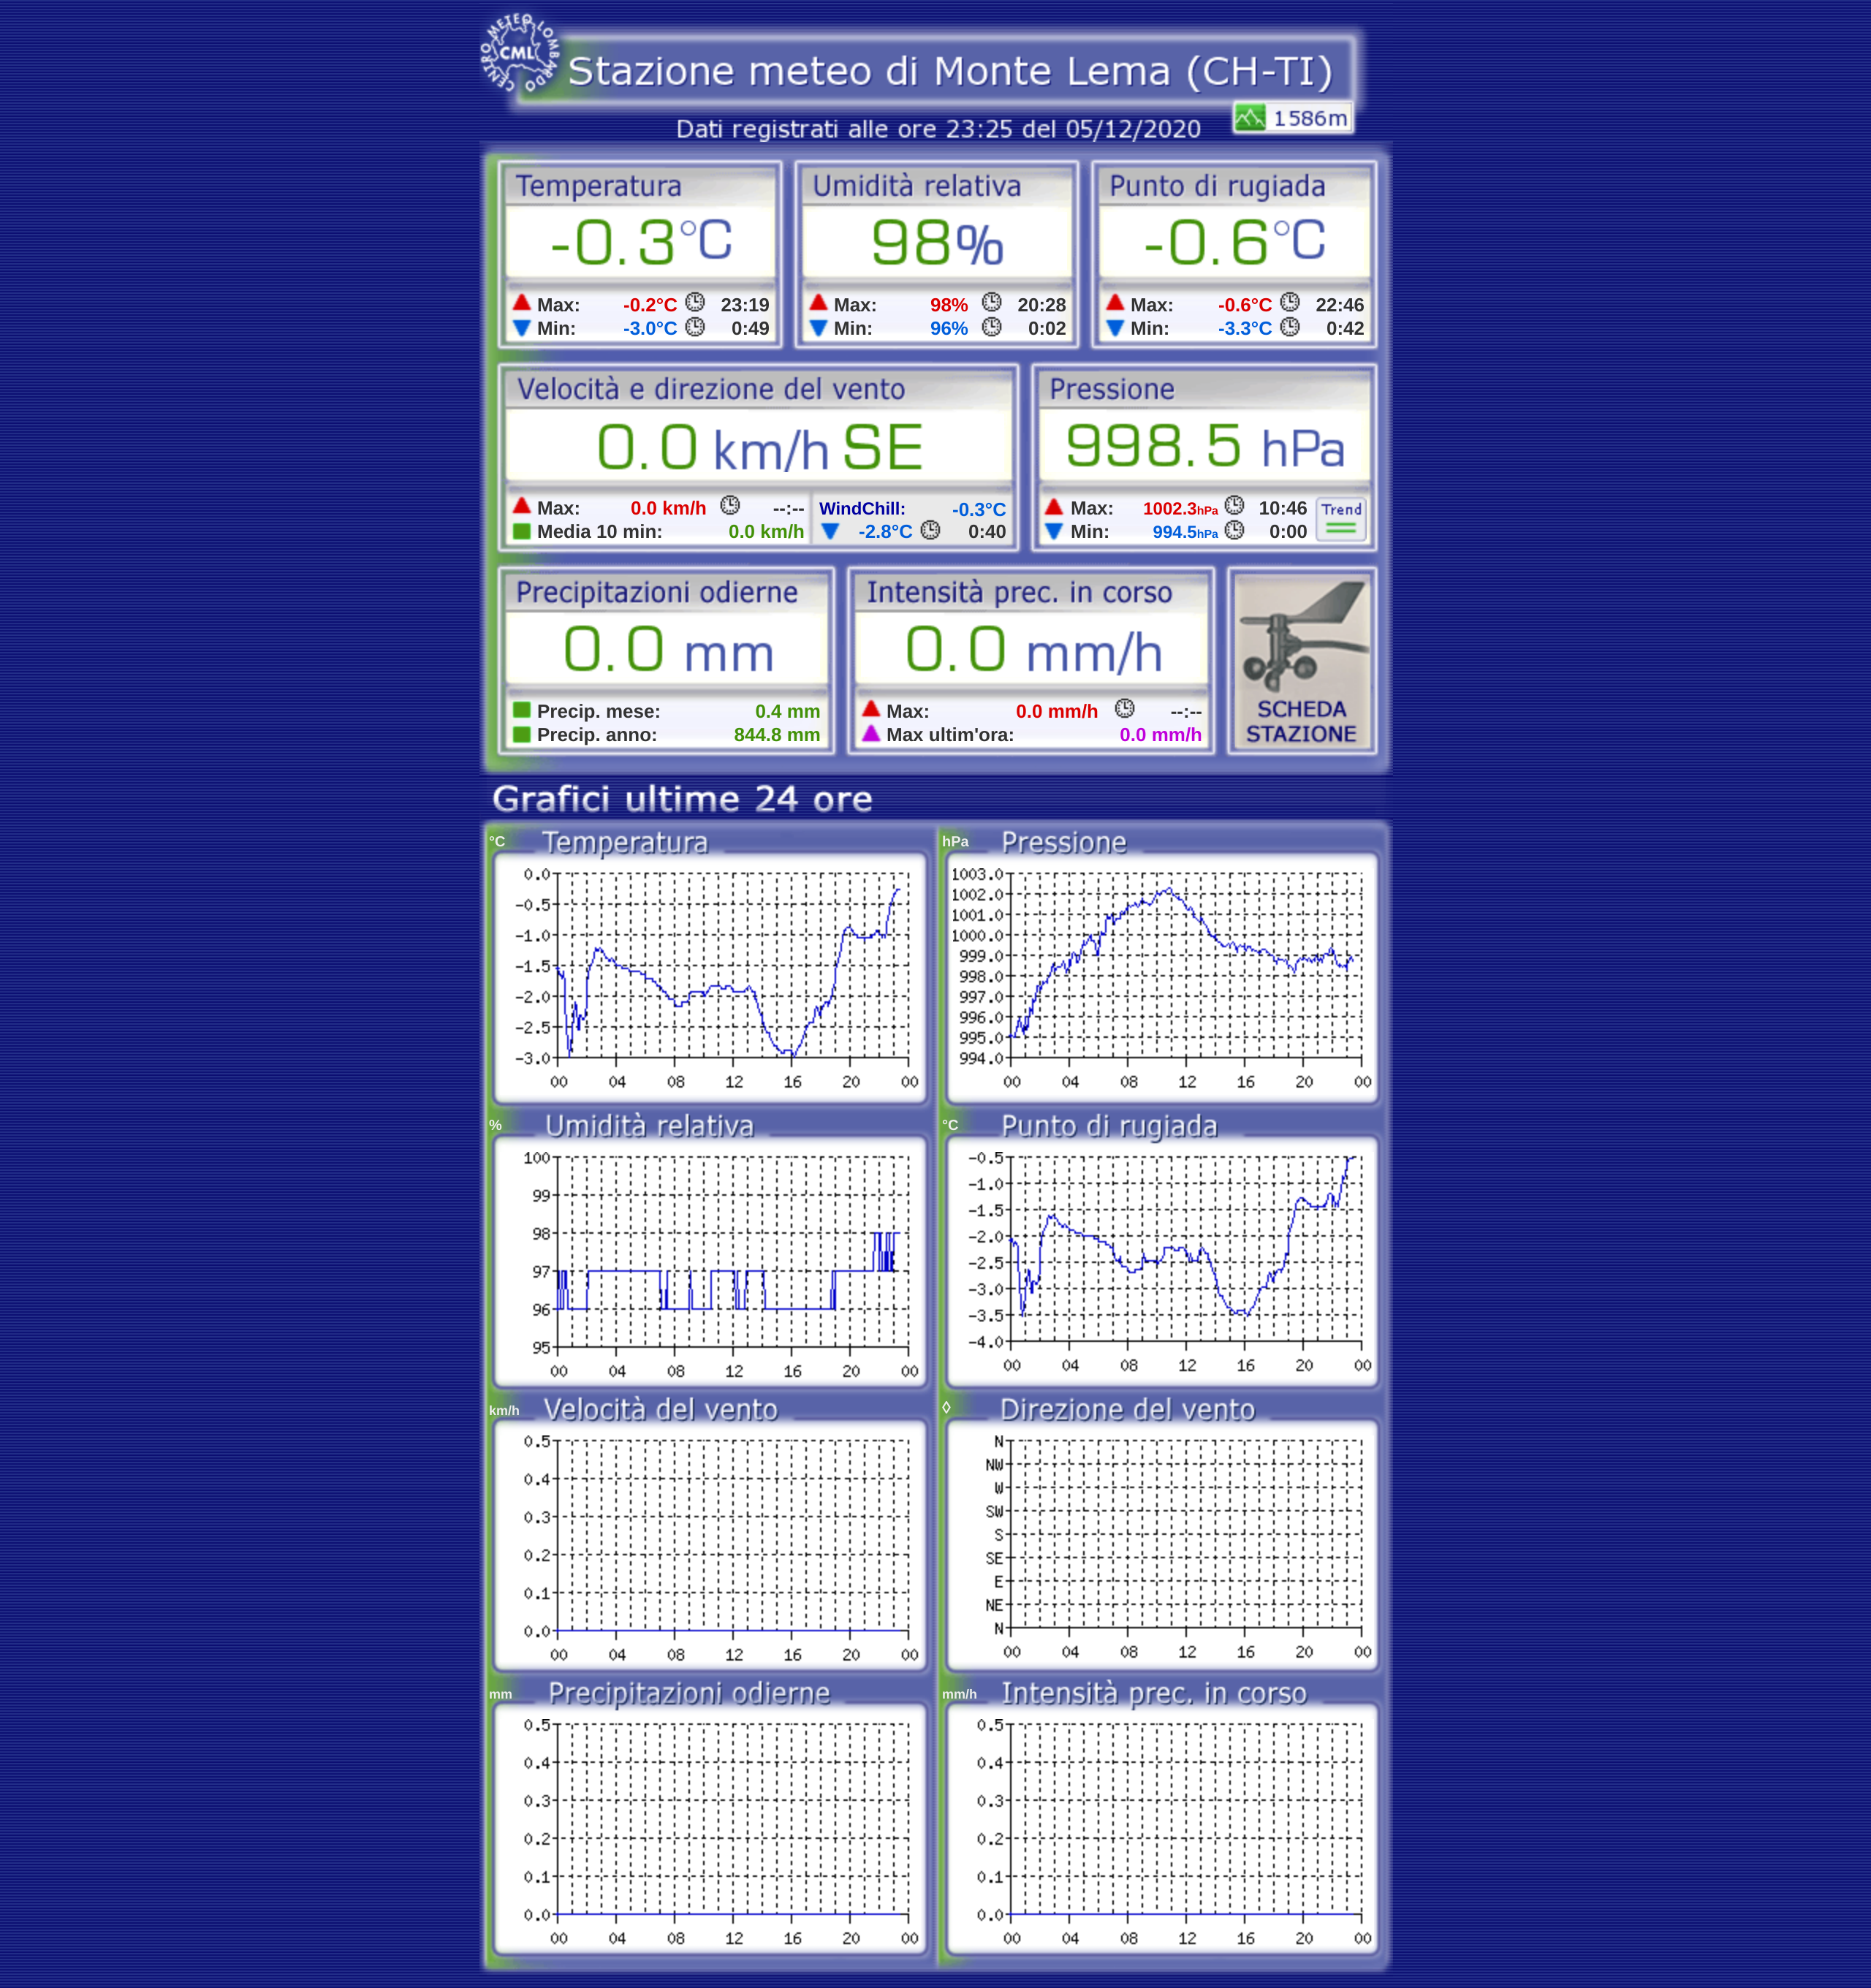 CENTRO METEO LOMBARDO
CML
Stazione meteo di Monte Lema (CH-TI)
1586m
Dati registrati alle ore 23:25 del 05/12/2020
Temperatura Umidità relativa Punto di rugiada
-0.3°C 98% -0.6°C
Max: -0.2°C 23:19 Max: 98% 20:28 Max: -0.6°C 22:46
Min: -3.0°C 0:49 Min: 96% 0:02 Min: -3.3°C 0:42
Velocità e direzione del vento Pressione
0.0 km/h SE 998.5 hPa
Max: 0.0 km/h --:-- WindChill: -0.3°C Max: 1002.3hPa 10:46 Trend
Media 10 min: 0.0 km/h -2.8°C 0:40 Min: 994.5hPa 0:00
Precipitazioni odierne Intensità prec. in corso
0.0 mm 0.0 mm/h
Precip. mese: 0.4 mm Max: 0.0 mm/h --:-- SCHEDA
Precip. anno: 844.8 mm Max ultim'ora: 0.0 mm/h STAZIONE
Grafici ultime 24 ore
°C Temperatura
0.0
-0.5
-1.0
-1.5
-2.0
-2.5
-3.0
00 04 08 12 16 20 00
hPa Pressione
1003.0
1002.0
1001.0
1000.0
999.0
998.0
997.0
996.0
995.0
994.0
00 04 08 12 16 20 00
% Umidità relativa
100
99
98
97
96
95
00 04 08 12 16 20 00
°C Punto di rugiada
-0.5
-1.0
-1.5
-2.0
-2.5
-3.0
-3.5
-4.0
00 04 08 12 16 20 00
km/h Velocità del vento
0.5
0.4
0.3
0.2
0.1
0.0
00 04 08 12 16 20 00
◊ Direzione del vento
N
NW
W
SW
S
SE
E
NE
N
00 04 08 12 16 20 00
mm Precipitazioni odierne
0.5
0.4
0.3
0.2
0.1
0.0
00 04 08 12 16 20 00
mm/h Intensità prec. in corso
0.5
0.4
0.3
0.2
0.1
0.0
00 04 08 12 16 20 00